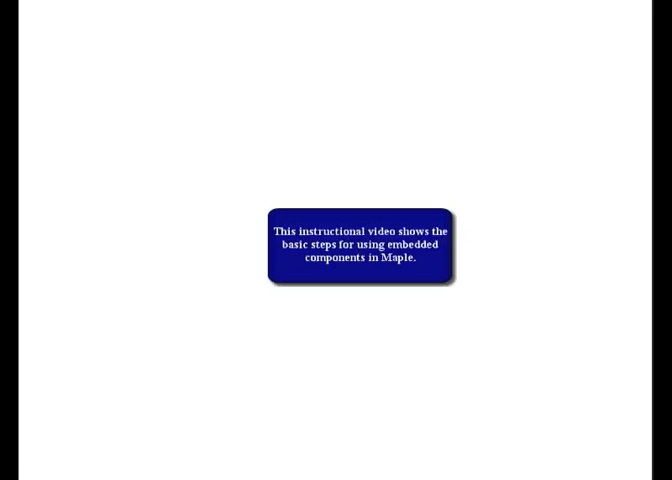 This instructional video shows the
basic steps for using embedded
components in Maple.